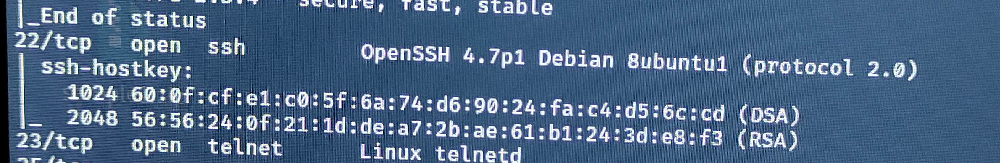 secure, fast, stable
|_End of status
22/tcp open ssh OpenSSH 4.7p1 Debian 8ubuntu1 (protocol 2.0)
| ssh-hostkey:
| 1024 60:0f:cf:e1:c0:5f:6a:74:d6:90:24:fa:c4:d5:6c:cd (DSA)
|_ 2048 56:56:24:0f:21:1d:de:a7:2b:ae:61:b1:24:3d:e8:f3 (RSA)
23/tcp open telnet Linux telnetd